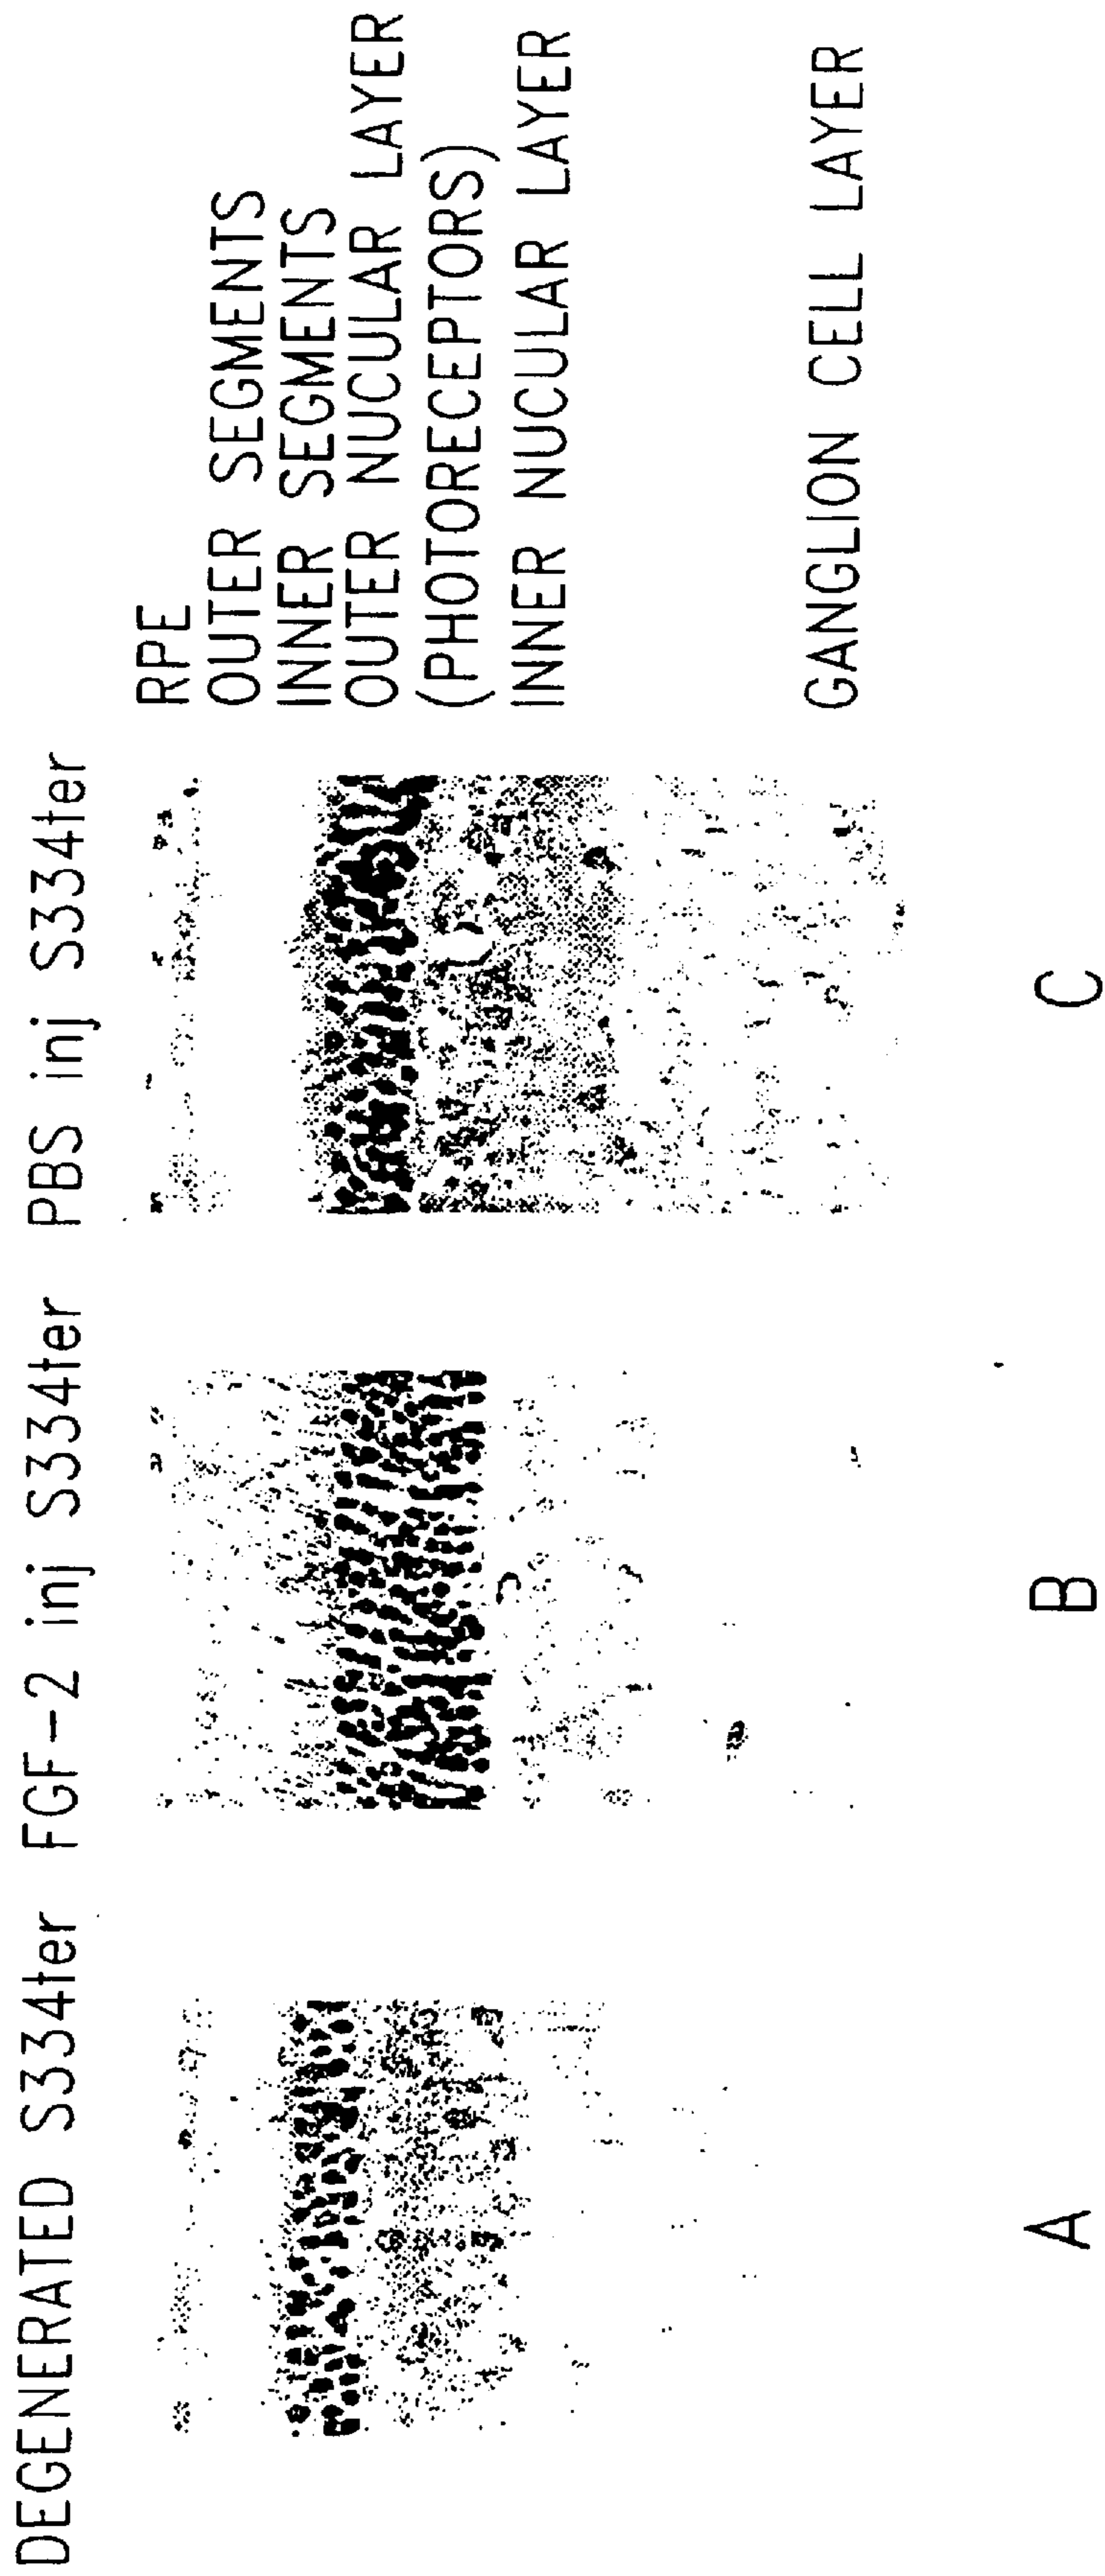 DEGENERATED S334ter
FGF-2 inj S334ter
PBS inj S334ter
RPE
OUTER SEGMENTS
INNER SEGMENTS
OUTER NUCULAR LAYER
(PHOTORECEPTORS)
INNER NUCULAR LAYER
GANGLION CELL LAYER
A
B
C